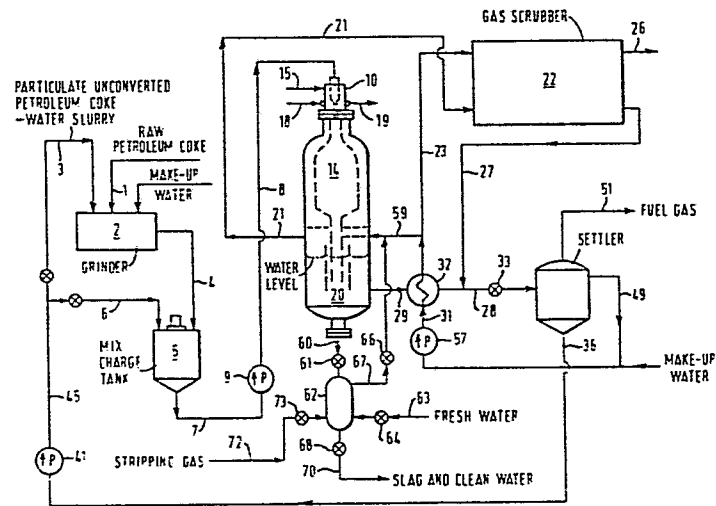 GAS SCRUBBER
21
26
15
10
22
PARTICULATE UNCONVERTED
PETROLEUM COKE
-WATER SLURRY
18
19
RAW
PETROLEUM COKE
3
MAKE-UP
WATER
1
8
14
23
27
51
FUEL GAS
2
21
59
SETTLER
GRINDER
4
WATER
LEVEL
32
33
20
29
28
49
6
31
60
66
36
MIX
CHARGE
TANK
5
9
P
61
67
P
57
MAKE-UP
WATER
45
62
63
73
FRESH WATER
7
64
72
68
P
41
STRIPPING GAS
70
SLAG AND CLEAN WATER